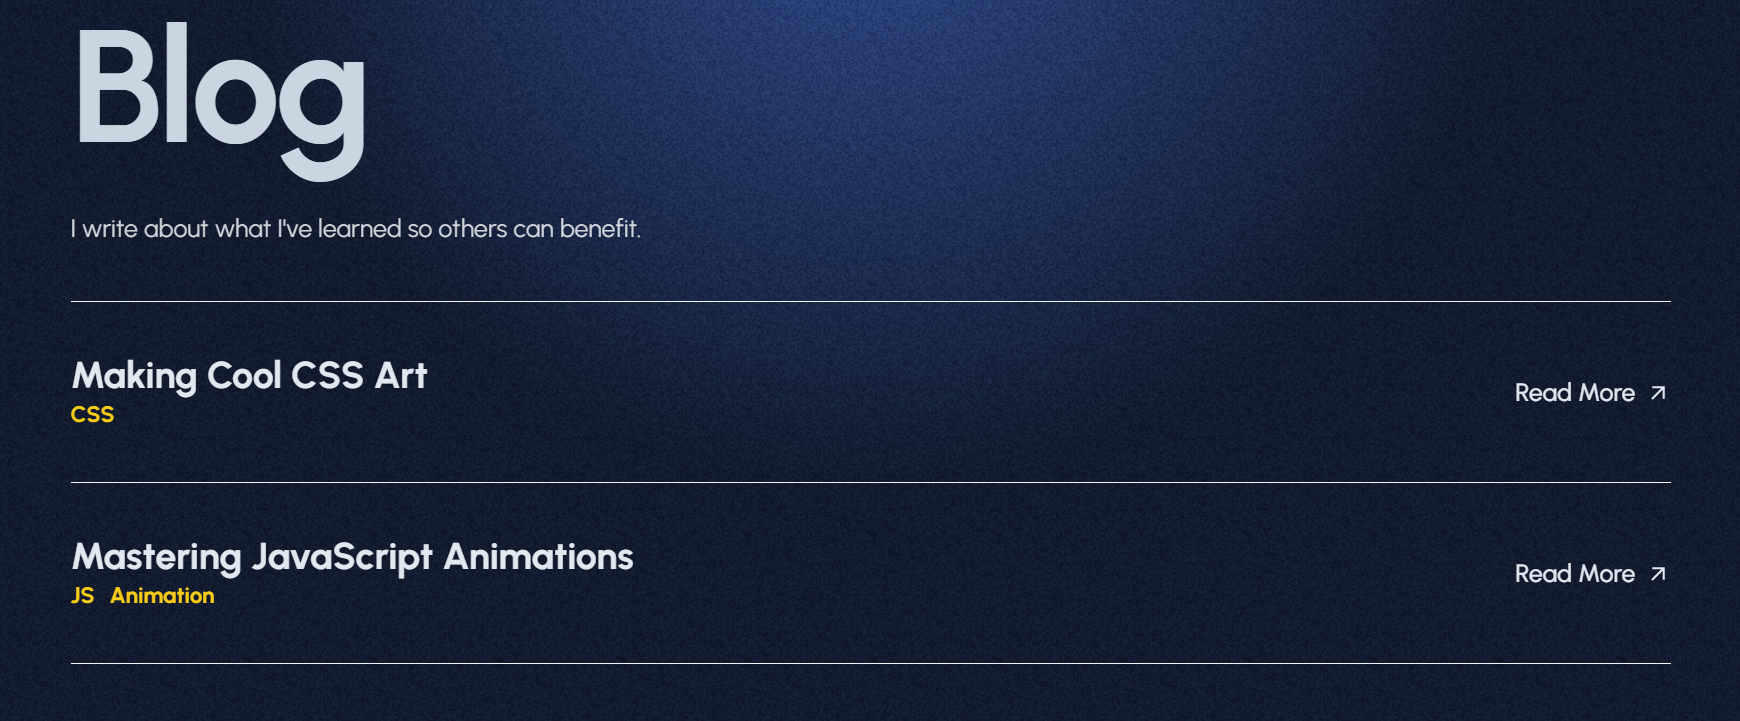 Blog
I write about what I've learned so others can benefit.
Making Cool CSS Art
CSS
Read More
Mastering JavaScript Animations
JS Animation
Read More